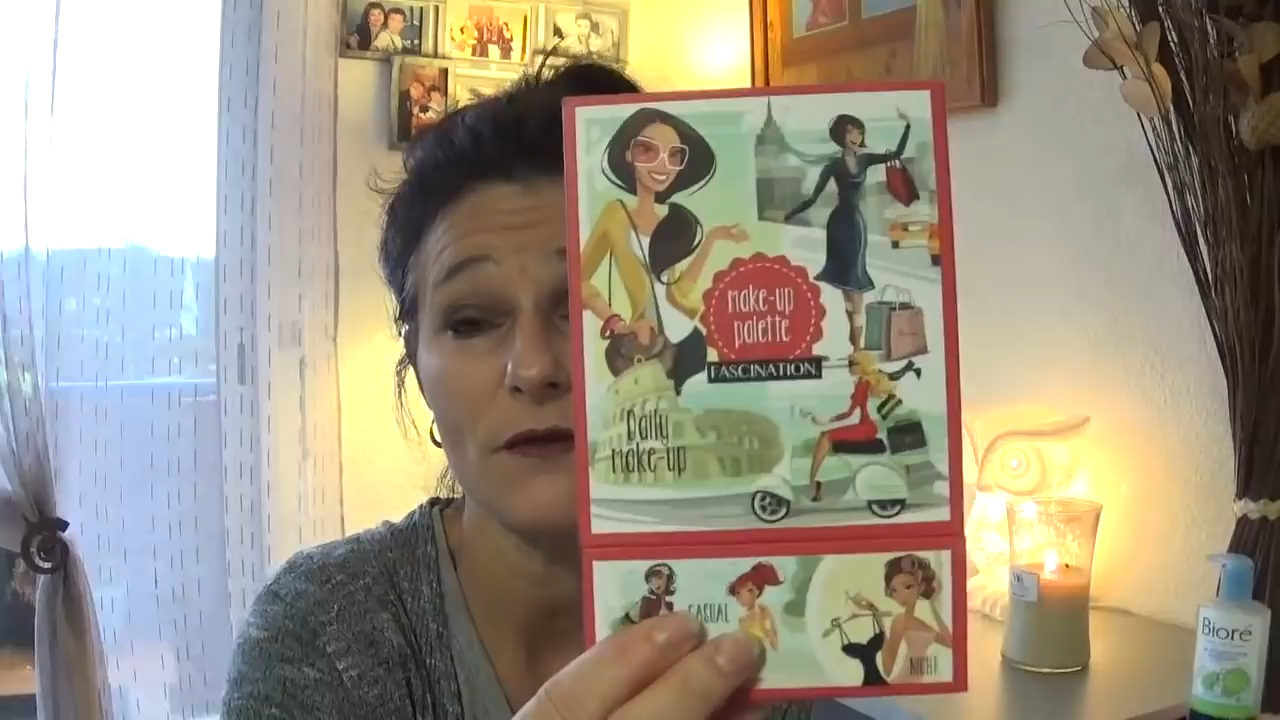 make-up
palette
FASCINATION.
Daily
make-up
CASUAL
NIGHT
Bioré